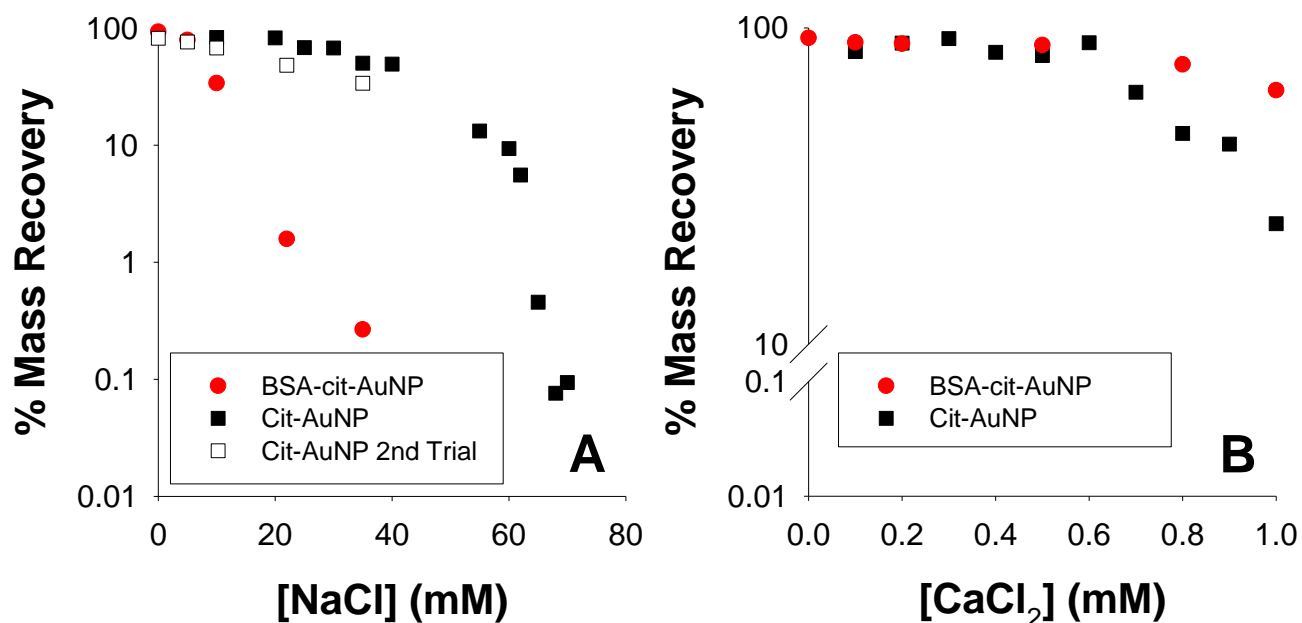 % Mass Recovery
100
10
1
0.1
0.01
0
20
40
60
80
[NaCl] (mM)
BSA-cit-AuNP
Cit-AuNP
Cit-AuNP 2nd Trial
A
% Mass Recovery
100
10
0.1
0.01
0.0
0.2
0.4
0.6
0.8
1.0
[CaCl₂] (mM)
BSA-cit-AuNP
Cit-AuNP
B